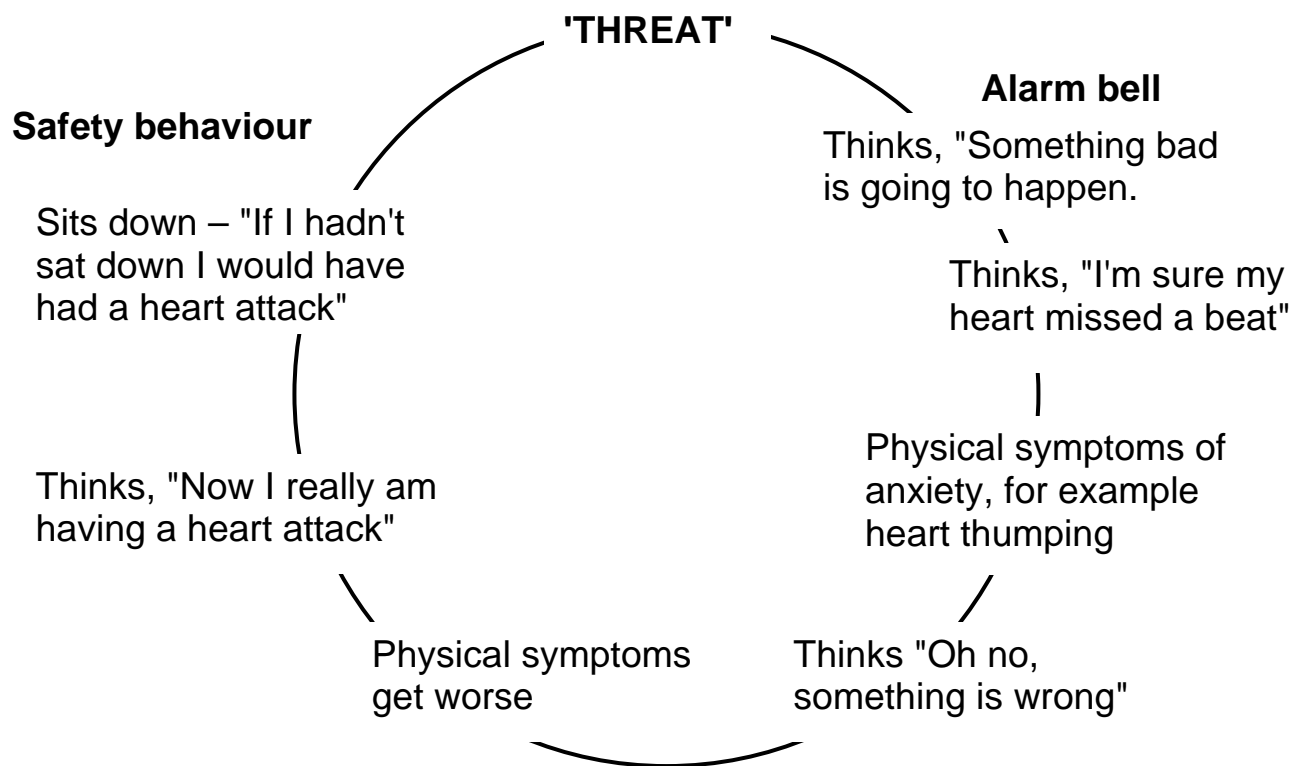 'THREAT'
Alarm bell
Thinks, "Something bad
is going to happen.
Thinks, "I'm sure my
heart missed a beat"
Physical symptoms of
anxiety, for example
heart thumping
Thinks "Oh no,
something is wrong"
Physical symptoms
get worse
Thinks, "Now I really am
having a heart attack"
Safety behaviour
Sits down – "If I hadn't
sat down I would have
had a heart attack"